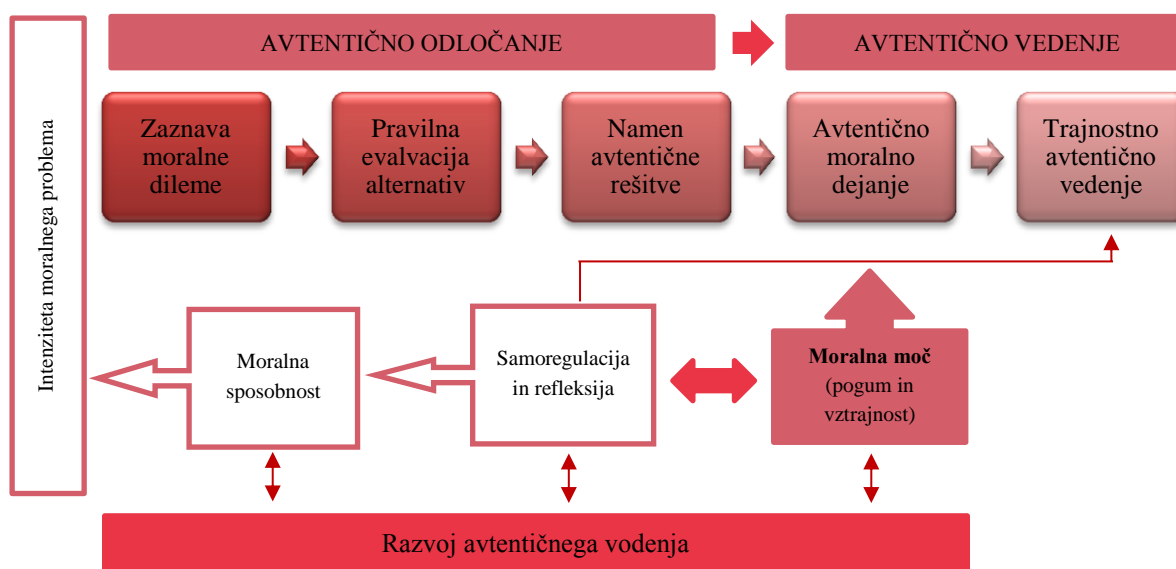 AVTENTIČNO ODLOČANJE
AVTENTIČNO VEDENJE
Intenziteta moralnega problema
Zaznava
moralne
dileme
Pravilna
evalvacija
alternativ
Namen
avtentične
rešitve
Avtentično
moralno
dejanje
Trajnostno
avtentično
vedenje
Moralna
sposobnost
Samoregulacija
in refleksija
Moralna moč
(pogum in
vztrajnost)
Razvoj avtentičnega vodenja